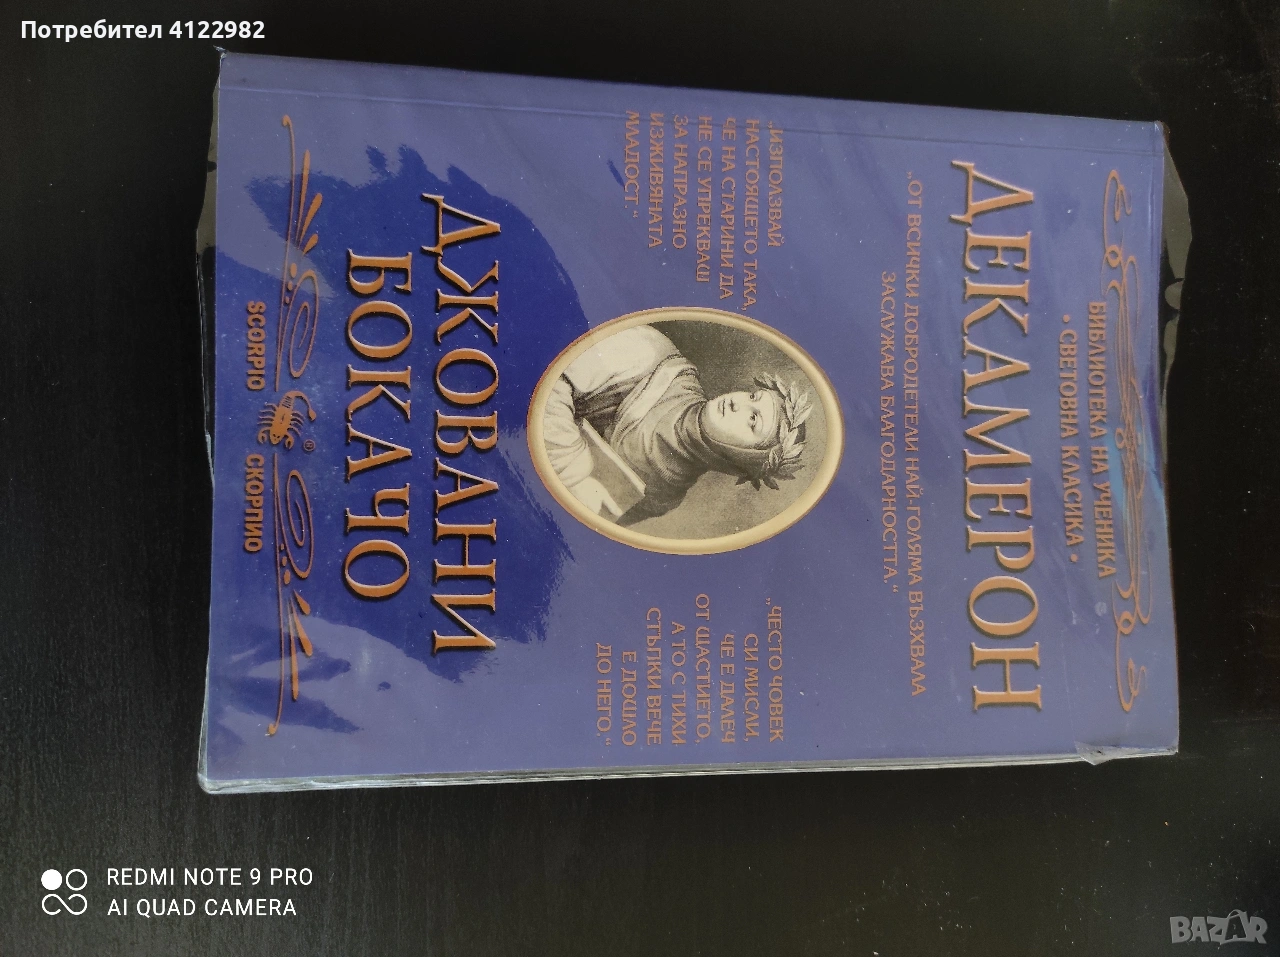 Потребител 4122982
БИБЛИОТЕКА НА УЧЕНИКА
• СВЕТОВНА КЛАСИКА •
ДЕКАМЕРОН
„ОТ ВСИЧКИ ДОБРОДЕТЕЛИ НАЙ-ГОЛЯМА ВЪЗХВАЛА
ЗАСЛУЖАВА БЛАГОДАРНОСТТА.“
„ИЗПОЛЗВАЙ
НАСТОЯЩЕТО ТАКА,
ЧЕ НА СТАРИНИ ДА
НЕ СЕ УПРЕКВАШ
ЗА НАПРАЗНО
ИЗЖИВЯНАТА
МЛАДОСТ.“
„ЧЕСТО ЧОВЕК
СИ МИСЛИ,
ЧЕ Е ДАЛЕЧ
ОТ ЩАСТИЕТО,
А ТО С ТИХИ
СТЪПКИ ВЕЧЕ
Е ДОШЛО
ДО НЕГО.“
ДЖОВАНИ
БОКАЧО
SCORPIO ® СКОРПИО
REDMI NOTE 9 PRO
AI QUAD CAMERA
BAZAR